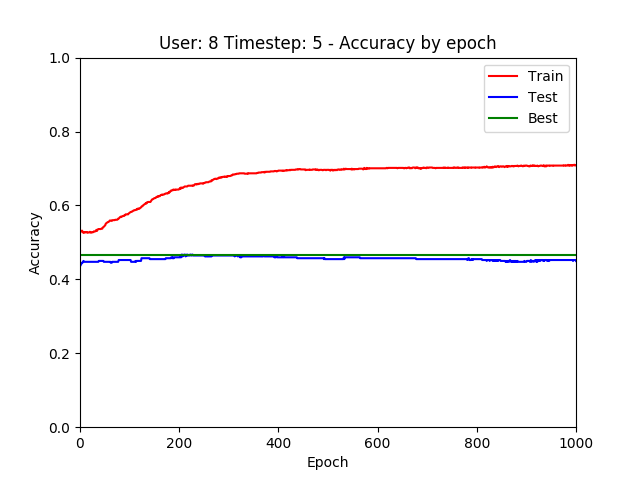 User: 8 Timestep: 5 - Accuracy by epoch
1.0
0.8
0.6
0.4
0.2
0.0
Accuracy
Train
Test
Best
0 200 400 600 800 1000
Epoch